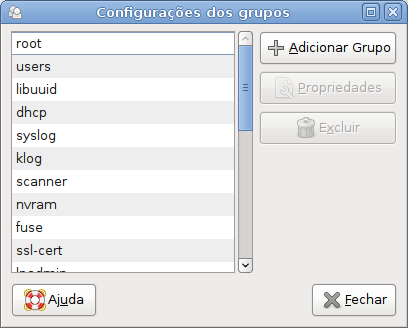 Configurações dos grupos
root
users
libuuid
dhcp
syslog
klog
scanner
nvram
fuse
ssl-cert
Adicionar Grupo
Propriedades
Excluir
Ajuda
Fechar